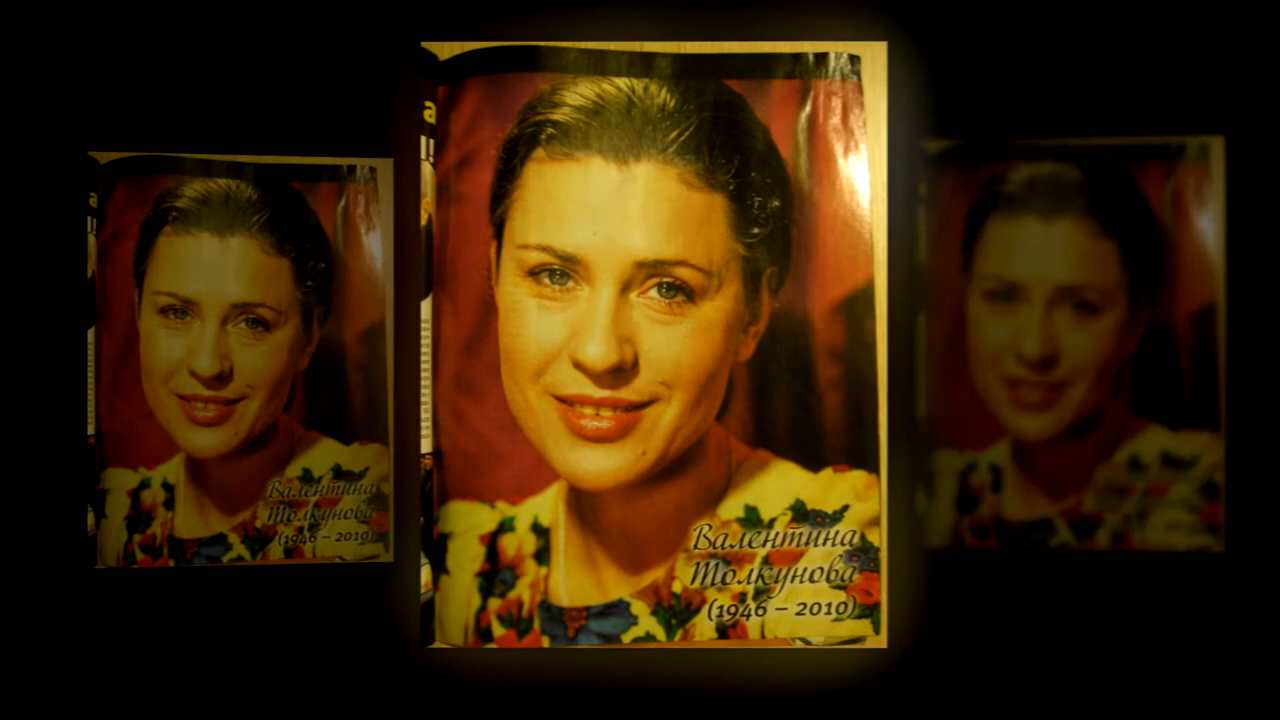 Валентина
Толкунова
(1946 – 2010)
а
!!
Валентина
Толкунова
(1946 – 2010)
а